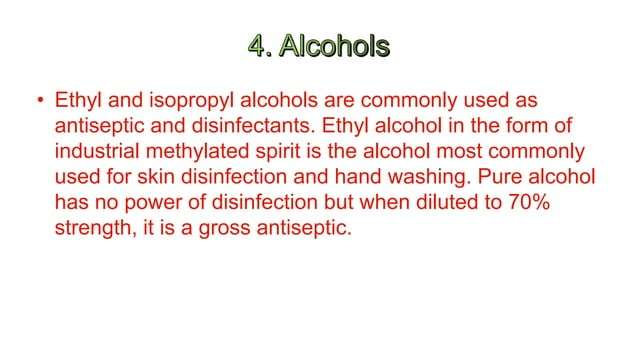 4. Alcohols
• Ethyl and isopropyl alcohols are commonly used as
antiseptic and disinfectants. Ethyl alcohol in the form of
industrial methylated spirit is the alcohol most commonly
used for skin disinfection and hand washing. Pure alcohol
has no power of disinfection but when diluted to 70%
strength, it is a gross antiseptic.